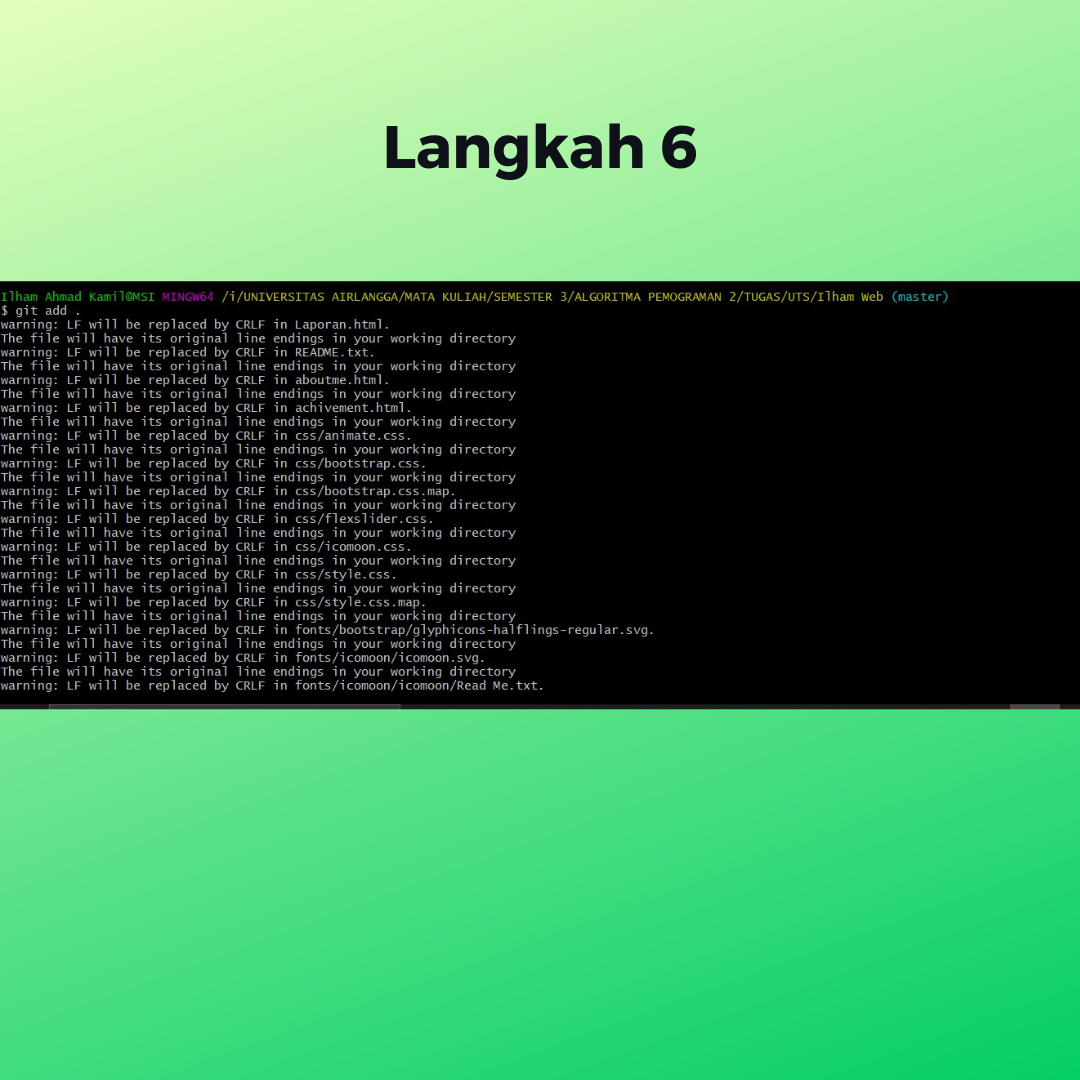 Langkah 6
Ilham Ahmad Kamil@MSI MINGW64 /i/UNIVERSITAS AIRLANGGA/MATA KULIAH/SEMESTER 3/ALGORITMA PEMOGRAMAN 2/TUGAS/UTS/Ilham Web (master)
$ git add .
warning: LF will be replaced by CRLF in Laporan.html.
The file will have its original line endings in your working directory
warning: LF will be replaced by CRLF in README.txt.
The file will have its original line endings in your working directory
warning: LF will be replaced by CRLF in aboutme.html.
The file will have its original line endings in your working directory
warning: LF will be replaced by CRLF in achivement.html.
The file will have its original line endings in your working directory
warning: LF will be replaced by CRLF in css/animate.css.
The file will have its original line endings in your working directory
warning: LF will be replaced by CRLF in css/bootstrap.css.
The file will have its original line endings in your working directory
warning: LF will be replaced by CRLF in css/bootstrap.css.map.
The file will have its original line endings in your working directory
warning: LF will be replaced by CRLF in css/flexslider.css.
The file will have its original line endings in your working directory
warning: LF will be replaced by CRLF in css/icomoon.css.
The file will have its original line endings in your working directory
warning: LF will be replaced by CRLF in css/style.css.
The file will have its original line endings in your working directory
warning: LF will be replaced by CRLF in css/style.css.map.
The file will have its original line endings in your working directory
warning: LF will be replaced by CRLF in fonts/bootstrap/glyphicons-halflings-regular.svg.
The file will have its original line endings in your working directory
warning: LF will be replaced by CRLF in fonts/icomoon/icomoon.svg.
The file will have its original line endings in your working directory
warning: LF will be replaced by CRLF in fonts/icomoon/icomoon/Read Me.txt.